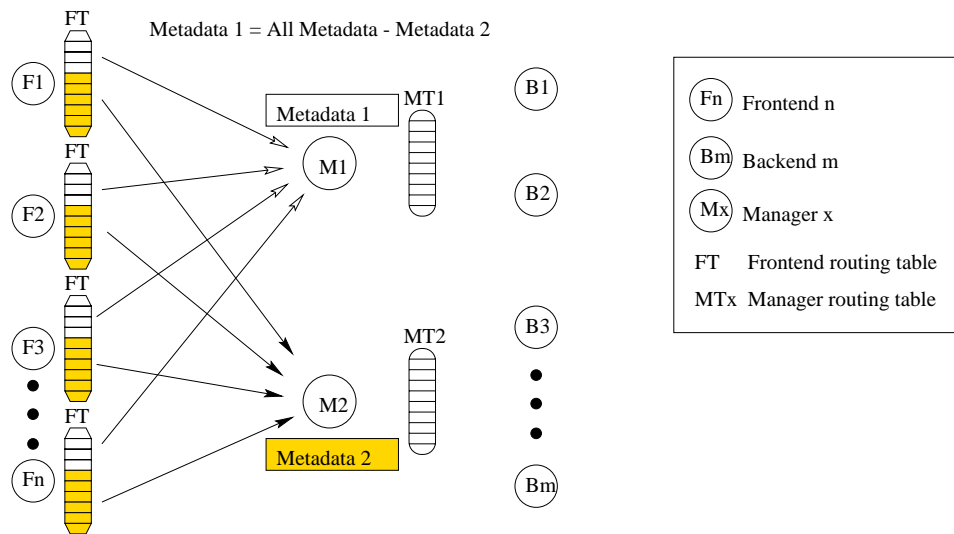 FT
Metadata 1 = All Metadata - Metadata 2
F1
Metadata 1
MT1
B1
Fn Frontend n
FT
M1
Bm Backend m
F2
B2
Mx Manager x
FT
FT Frontend routing table
MTx Manager routing table
F3
MT2
B3
FT
M2
Fn
Metadata 2
Bm